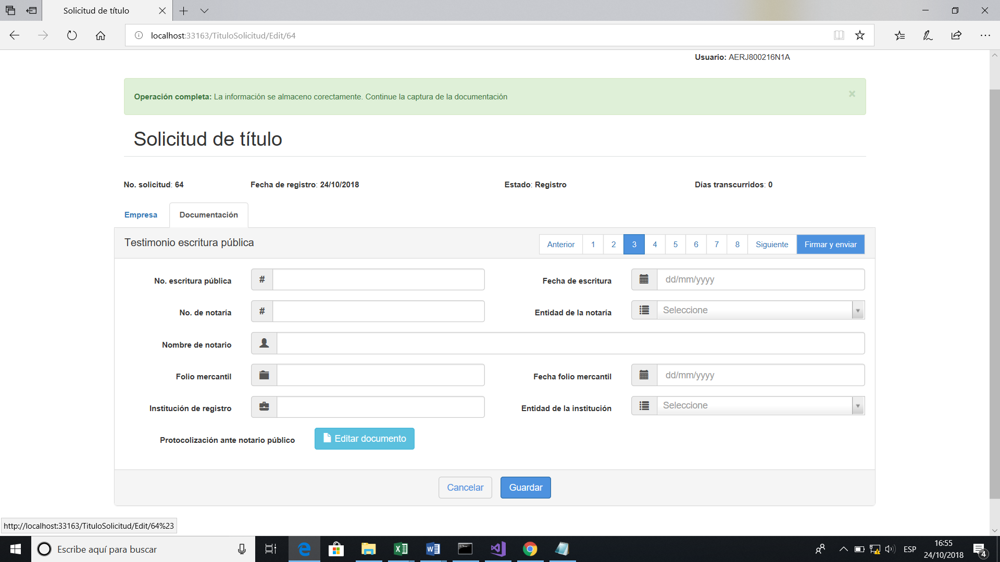 Solicitud de título
localhost:33163/TituloSolicitud/Edit/64
Usuario: AERJ800216N1A
Operación completa: La información se almaceno corectamente. Continue la captura de la documentación
×
Solicitud de título
No. solicitud: 64 Fecha de registro: 24/10/2018 Estado: Registro Días transcurridos: 0
Empresa Documentación
Testimonio escritura pública Anterior 1 2 3 4 5 6 7 8 Siguiente Firmar y enviar
No. escritura pública # Fecha de escritura dd/mm/yyyy
No. de notaría # Entidad de la notaría Seleccione
Nombre de notario
Folio mercantil Fecha folio mercantil dd/mm/yyyy
Institución de registro Entidad de la institución Seleccione
Protocolización ante notario público Editar documento
Cancelar Guardar
http://localhost:33163/TituloSolicitud/Edit/64%23
Escribe aquí para buscar ESP 16:55
24/10/2018 4